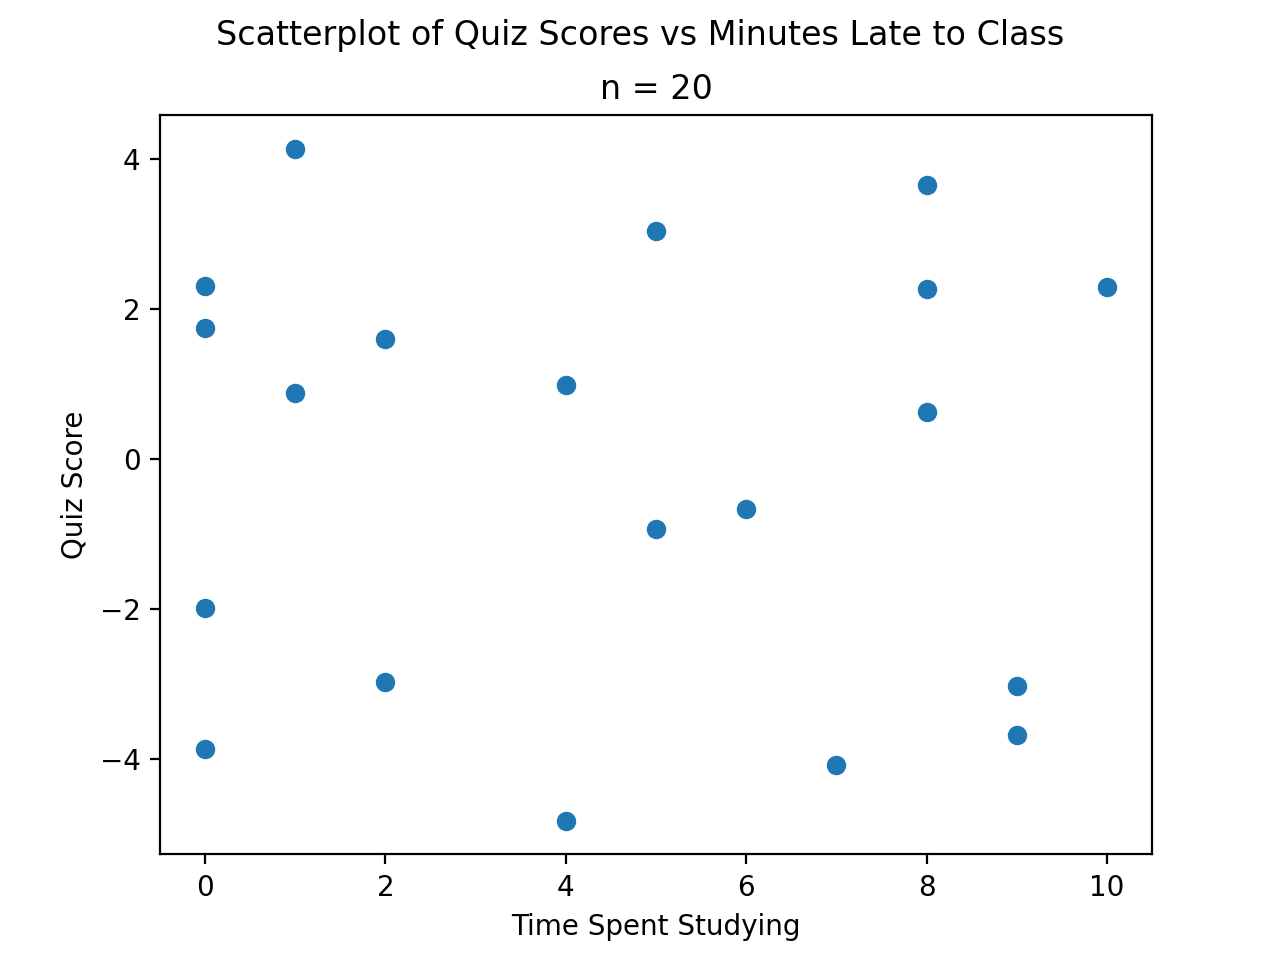 Scatterplot of Quiz Scores vs Minutes Late to Class
n = 20
4
2
0
−2
−4
Quiz Score
0 2 4 6 8 10
Time Spent Studying